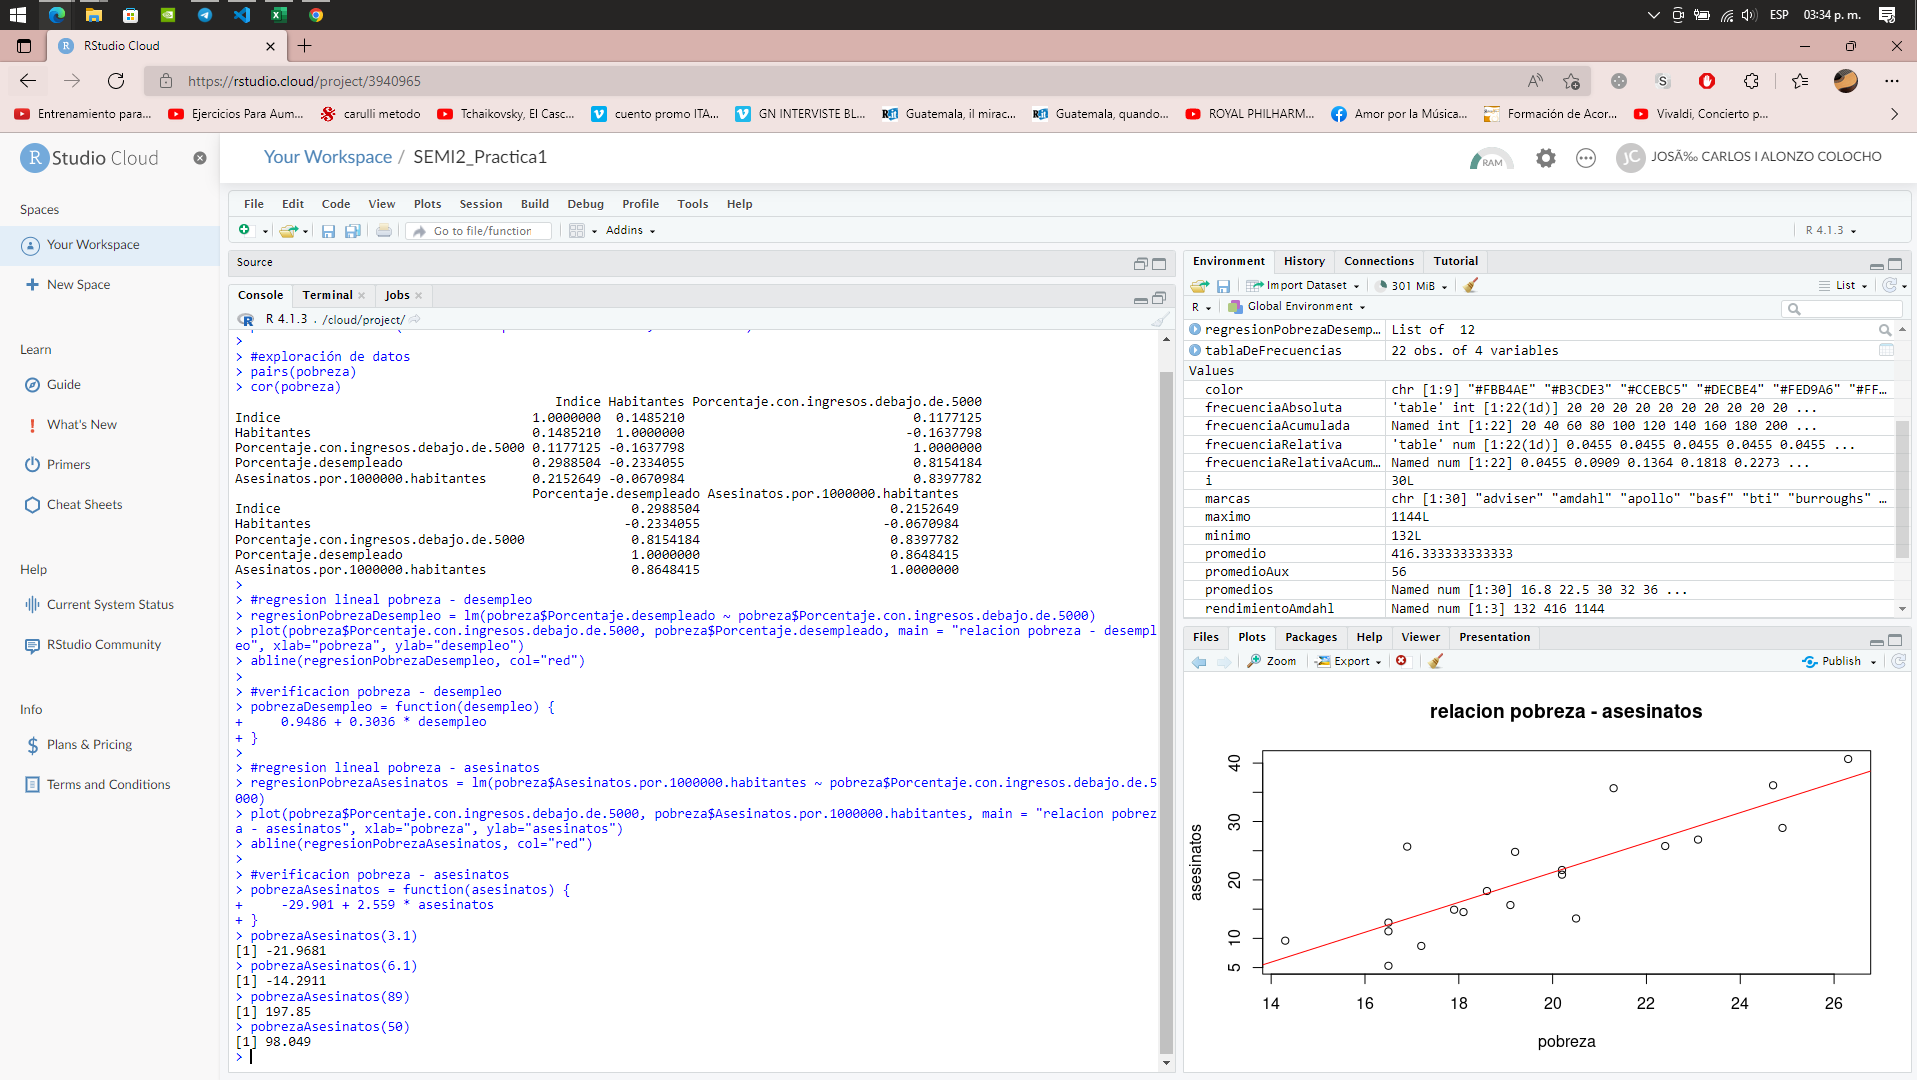 ESP
03:34 p. m.
RStudio Cloud
https://rstudio.cloud/project/3940965
Entrenamiento para...
Ejercicios Para Aum...
carulli metodo
Tchaikovsky, El Casc...
cuento promo ITA...
GN INTERVISTE BL...
Guatemala, il mirac...
Guatemala, quando...
ROYAL PHILHARM...
Amor por la Música...
Formación de Acor...
Vivaldi, Concierto p...
R Studio Cloud
Your Workspace / SEMI2_Practica1
RAM
JC
JOSÃ‰ CARLOS I ALONZO COLOCHO
Spaces
Your Workspace
New Space
Learn
Guide
What's New
Primers
Cheat Sheets
Help
Current System Status
RStudio Community
Info
Plans & Pricing
Terms and Conditions
File Edit Code View Plots Session Build Debug Profile Tools Help
Go to file/function
Addins
R 4.1.3
Source
Console Terminal Jobs
R 4.1.3 . /cloud/project/
>
> #exploración de datos
> pairs(pobreza)
> cor(pobreza)
Indice Habitantes Porcentaje.con.ingresos.debajo.de.5000
Indice 1.0000000 0.1485210 0.1177125
Habitantes 0.1485210 1.0000000 -0.1637798
Porcentaje.con.ingresos.debajo.de.5000 0.1177125 -0.1637798 1.0000000
Porcentaje.desempleado 0.2988504 -0.2334055 0.8154184
Asesinatos.por.1000000.habitantes 0.2152649 -0.0670984 0.8397782
Porcentaje.desempleado Asesinatos.por.1000000.habitantes
Indice 0.2988504 0.2152649
Habitantes -0.2334055 -0.0670984
Porcentaje.con.ingresos.debajo.de.5000 0.8154184 0.8397782
Porcentaje.desempleado 1.0000000 0.8648415
Asesinatos.por.1000000.habitantes 0.8648415 1.0000000
>
> #regresion lineal pobreza - desempleo
> regresionPobrezaDesempleo = lm(pobreza$Porcentaje.desempleado ~ pobreza$Porcentaje.con.ingresos.debajo.de.5000)
> plot(pobreza$Porcentaje.con.ingresos.debajo.de.5000, pobreza$Porcentaje.desempleado, main = "relacion pobreza - desempl
eo", xlab="pobreza", ylab="desempleo")
> abline(regresionPobrezaDesempleo, col="red")
>
> #verificacion pobreza - desempleo
> pobrezaDesempleo = function(desempleo) {
+ 0.9486 + 0.3036 * desempleo
+ }
>
> #regresion lineal pobreza - asesinatos
> regresionPobrezaAsesinatos = lm(pobreza$Asesinatos.por.1000000.habitantes ~ pobreza$Porcentaje.con.ingresos.debajo.de.5
000)
> plot(pobreza$Porcentaje.con.ingresos.debajo.de.5000, pobreza$Asesinatos.por.1000000.habitantes, main = "relacion pobrez
a - asesinatos", xlab="pobreza", ylab="asesinatos")
> abline(regresionPobrezaAsesinatos, col="red")
>
> #verificacion pobreza - asesinatos
> pobrezaAsesinatos = function(asesinatos) {
+ -29.901 + 2.559 * asesinatos
+ }
> pobrezaAsesinatos(3.1)
[1] -21.9681
> pobrezaAsesinatos(6.1)
[1] -14.2911
> pobrezaAsesinatos(89)
[1] 197.85
> pobrezaAsesinatos(50)
[1] 98.049
>
Environment History Connections Tutorial
Import Dataset
301 MiB
List
R
Global Environment
regresionPobrezaDesemp... List of 12
tablaDeFrecuencias 22 obs. of 4 variables
Values
color chr [1:9] "#FBB4AE" "#B3CDE3" "#CCEBC5" "#DECBE4" "#FED9A6" "#FF...
frecuenciaAbsoluta 'table' int [1:22(1d)] 20 20 20 20 20 20 20 20 20 20 ...
frecuenciaAcumulada Named int [1:22] 20 40 60 80 100 120 140 160 180 200 ...
frecuenciaRelativa 'table' num [1:22(1d)] 0.0455 0.0455 0.0455 0.0455 0.0455 ...
frecuenciaRelativaAcum... Named num [1:22] 0.0455 0.0909 0.1364 0.1818 0.2273 ...
i 30L
marcas chr [1:30] "adviser" "amdahl" "apollo" "basf" "bti" "burroughs" ...
maximo 1144L
minimo 132L
promedio 416.333333333333
promedioAux 56
promedios Named num [1:30] 16.8 22.5 30 32 36 ...
rendimientoAmdahl Named num [1:3] 132 416 1144
Files Plots Packages Help Viewer Presentation
Zoom
Export
Publish
relacion pobreza - asesinatos
asesinatos
40
30
20
10
5
14 16 18 20 22 24 26
pobreza